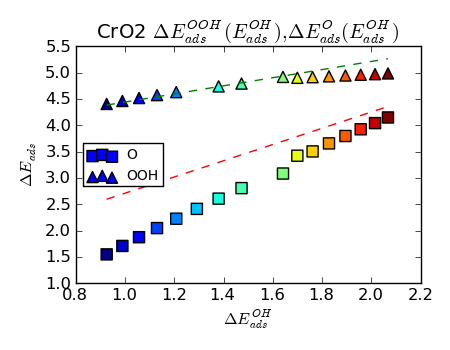 CrO2 ΔE_{ads}^{OOH}(E_{ads}^{OH}),ΔE_{ads}^{O}(E_{ads}^{OH})
5.5
5.0
4.5
4.0
3.5
3.0
2.5
2.0
1.5
1.0
ΔE_{ads}
O
OOH
0.8 1.0 1.2 1.4 1.6 1.8 2.0 2.2
ΔE_{ads}^{OH}